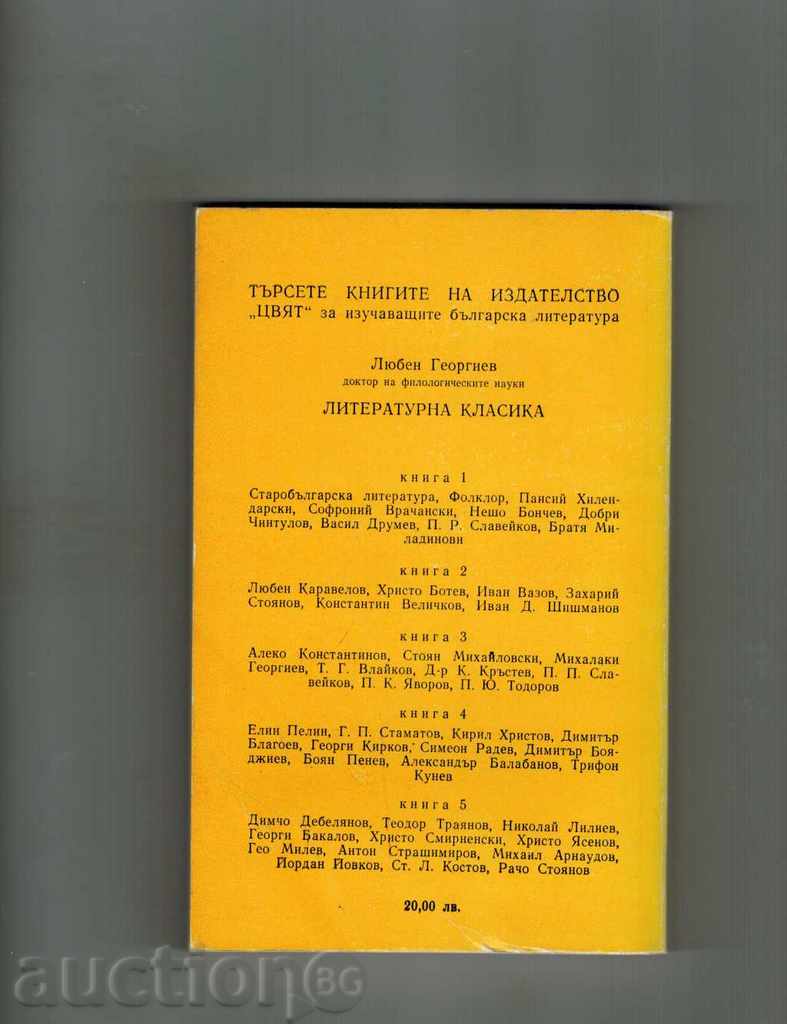 ТЪРСЕТЕ КНИГИТЕ НА ИЗДАТЕЛСТВО
„ЦВЯТ“ за изучаващите българска литература
Любен Георгиев
доктор на филологическите науки
ЛИТЕРАТУРНА КЛАСИКА
книга 1
Старобългарска литература, Фолклор, Паисий Хилен-
дарски, Софроний Врачански, Нешо Бончев, Добри
Чинтулов, Васил Друмев, П. Р. Славейков, Братя Ми-
ладинови
книга 2
Любен Каравелов, Христо Ботев, Иван Вазов, Захарий
Стоянов, Константин Величков, Иван Д. Шишманов
книга 3
Алеко Константинов, Стоян Михайловски, Михалаки
Георгиев, Т. Г. Влайков, Д-р К. Кръстев, П. П. Сла-
вейков, П. К. Яворов, П. Ю. Тодоров
книга 4
Елин Пелин, Г. П. Стаматов, Кирил Христов, Димитър
Благоев, Георги Кирков, Симеон Радев, Димитър Боя-
джиев, Боян Пенев, Александър Балабанов, Трифон
Кунев
книга 5
Димчо Дебелянов, Теодор Траянов, Николай Лилиев,
Георги Бакалов, Христо Смирненски, Христо Ясенов,
Гео Милев, Антон Страшимиров, Михаил Арнаудов,
Йордан Йовков, Ст. Л. Костов, Рачо Стоянов
20,00 лв.
auctionBG